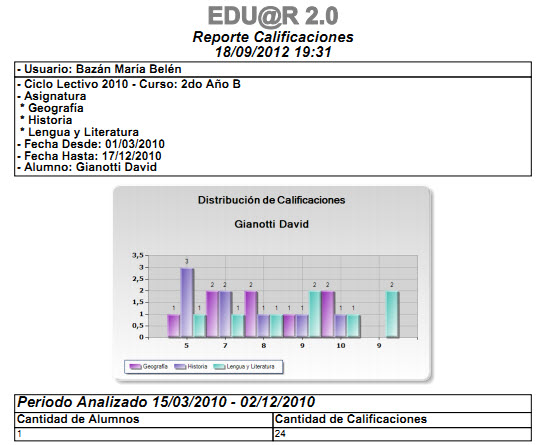 EDU@R 2.0
Reporte Calificaciones
18/09/2012 19:31
- Usuario: Bazán María Belén
- Ciclo Lectivo 2010 - Curso: 2do Año B
- Asignatura
* Geografía
* Historia
* Lengua y Literatura
- Fecha Desde: 01/03/2010
- Fecha Hasta: 17/12/2010
- Alumno: Gianotti David
Distribución de Calificaciones
Gianotti David
3,5
3
2,5
2
1,5
1
0,5
0
1 3 1 2 2 1 2 1 1 1 1 2 2 1 1 2
5 7 8 9 10 9
Geografía Historia Lengua y Literatura
Periodo Analizado 15/03/2010 - 02/12/2010
Cantidad de Alumnos Cantidad de Calificaciones
1 24